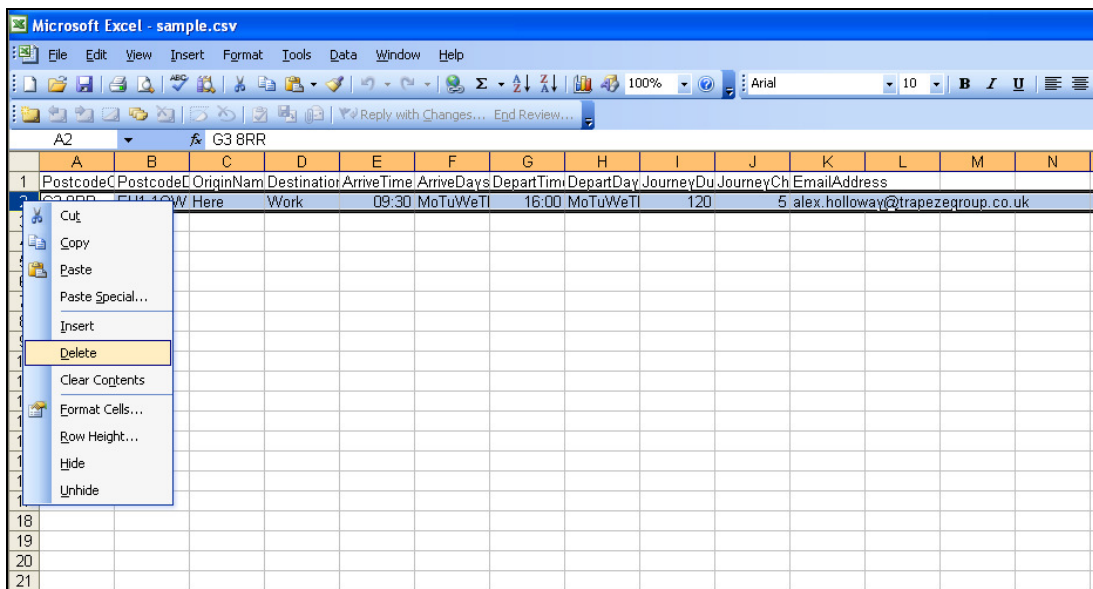 Microsoft Excel - sample.csv
File Edit View Insert Format Tools Data Window Help
ABC Σ A Z Z A 100% Arial 10 B I U
Reply with Changes... End Review...
A2 fx G3 8RR
A B C D E F G H I J K L M N
1 PostcodeO PostcodeD OriginNam Destination ArriveTime ArriveDays DepartTim DepartDay JourneyDu JourneyCh EmailAddress
Here Work 09:30 MoTuWeTl 16:00 MoTuWeTl 120 5 alex.holloway@trapezegroup.co.uk
Cut
Copy
Paste
Paste Special...
Insert
Delete
Clear Contents
Format Cells...
Row Height...
Hide
Unhide
18
19
20
21